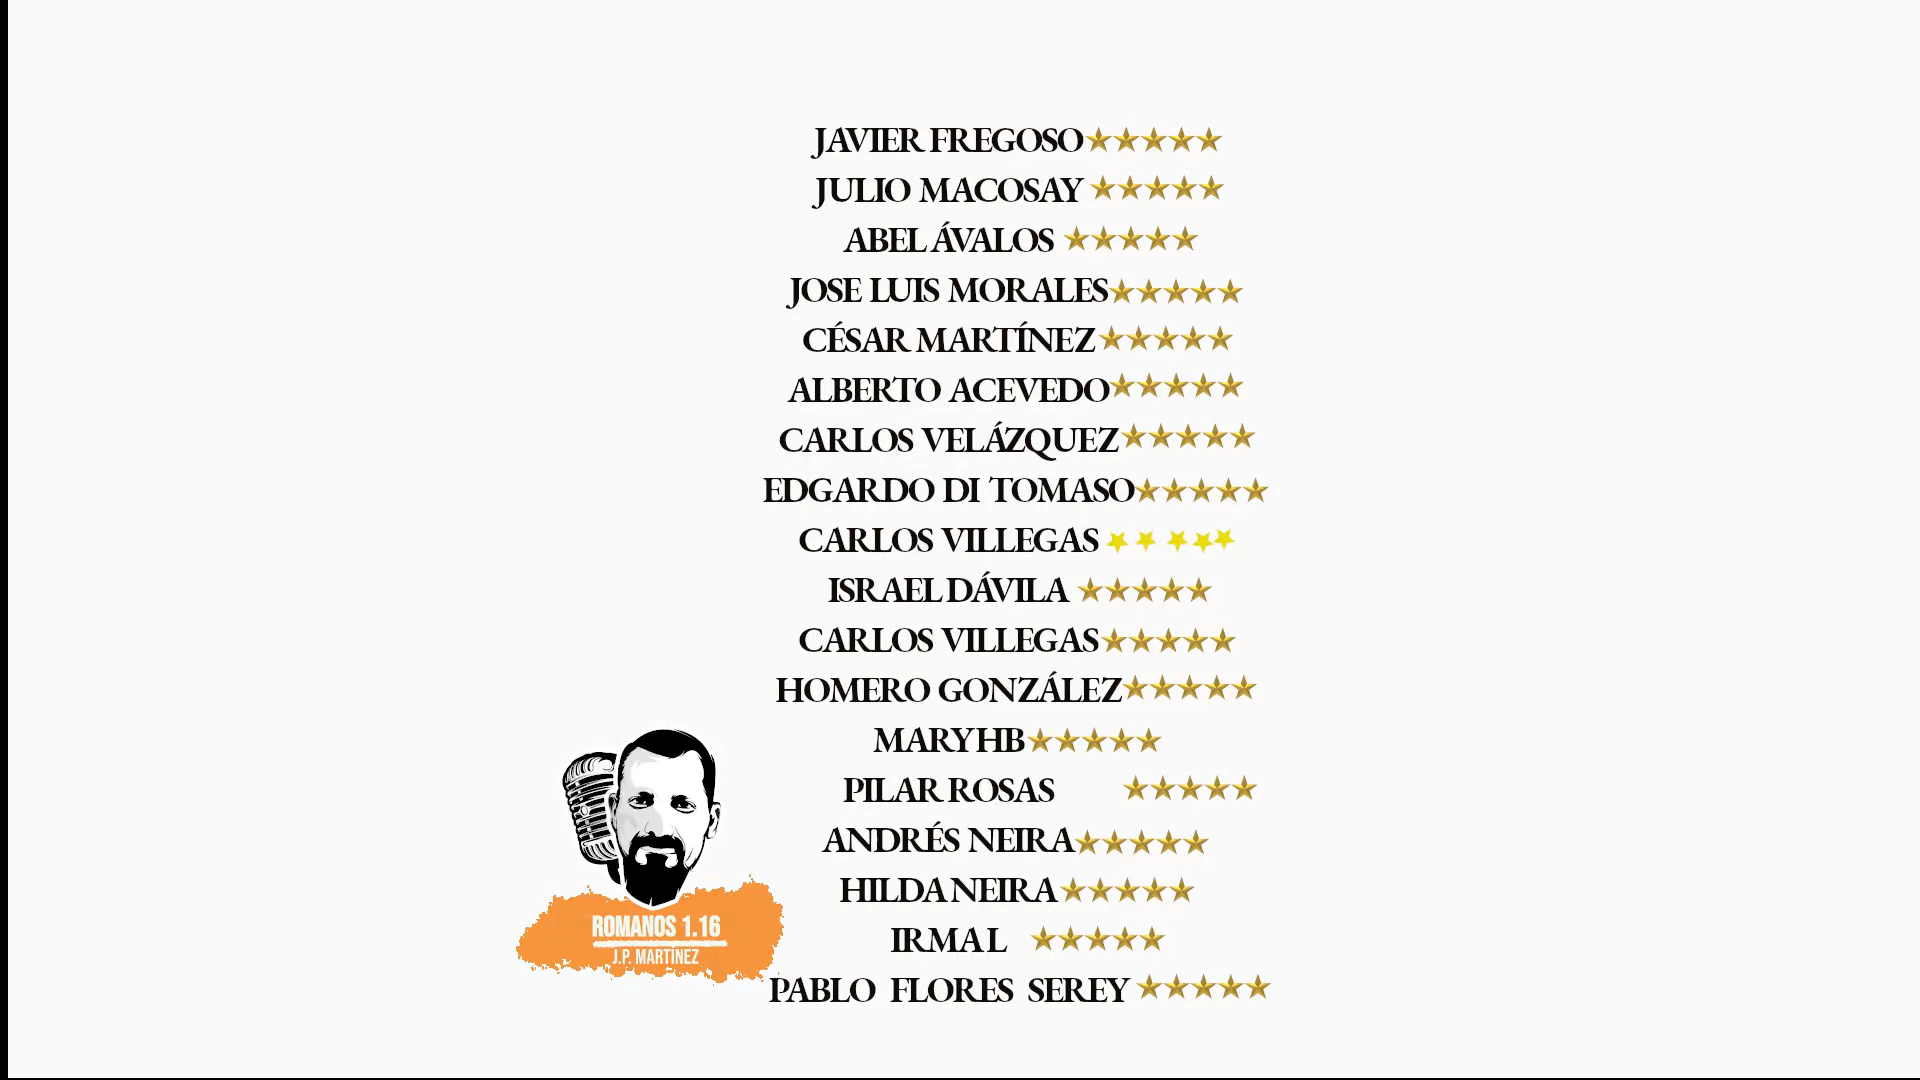 JAVIER FREGOSO
JULIO MACOSAY
ABEL ÁVALOS
JOSE LUIS MORALES
CÉSAR MARTÍNEZ
ALBERTO ACEVEDO
CARLOS VELÁZQUEZ
EDGARDO DI TOMASO
CARLOS VILLEGAS
ISRAEL DÁVILA
CARLOS VILLEGAS
HOMERO GONZÁLEZ
MARY HB
PILAR ROSAS
ANDRÉS NEIRA
HILDA NEIRA
IRMA L
PABLO FLORES SEREY
ROMANOS 1.16
J.P. MARTÍNEZ